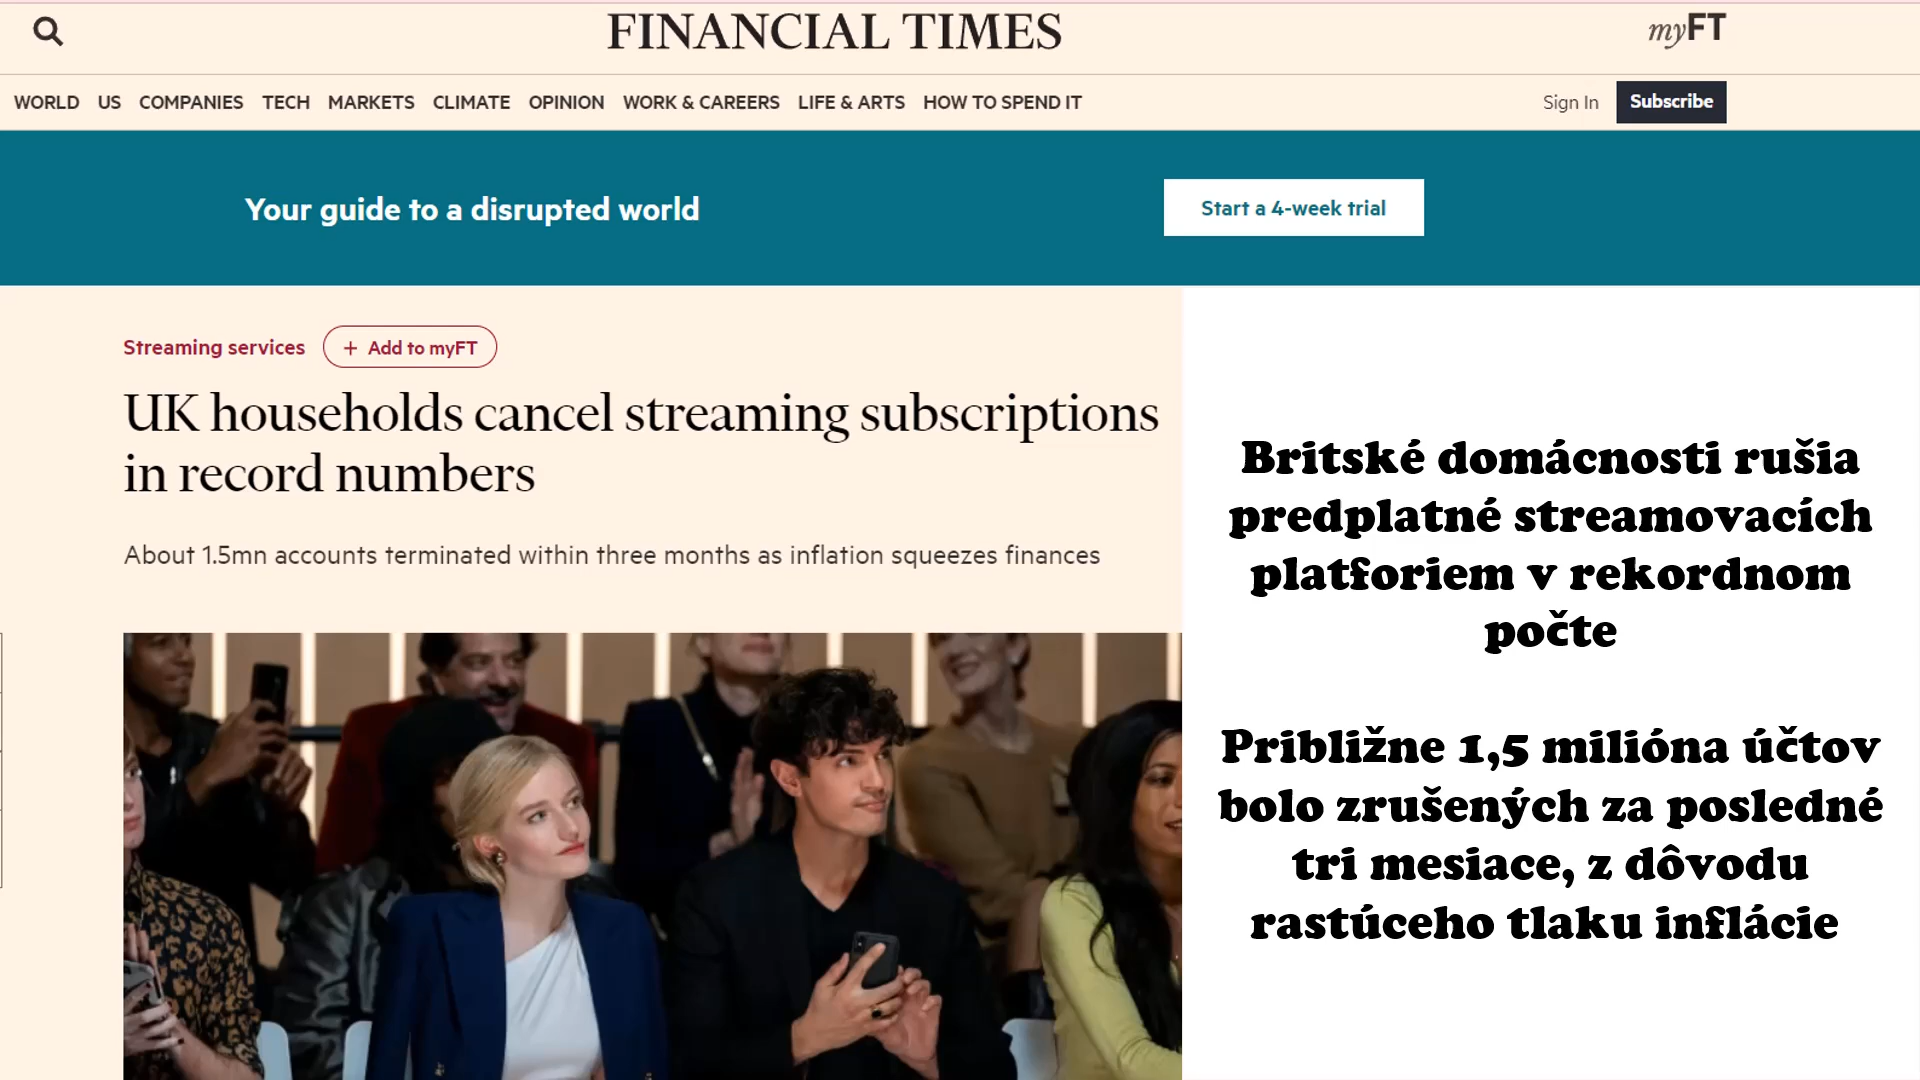 FINANCIAL TIMES
myFT
WORLD US COMPANIES TECH MARKETS CLIMATE OPINION WORK & CAREERS LIFE & ARTS HOW TO SPEND IT
Sign In Subscribe
Your guide to a disrupted world
Start a 4-week trial
Streaming services
+ Add to myFT
UK households cancel streaming subscriptions
in record numbers
About 1.5mn accounts terminated within three months as inflation squeezes finances
Britské domácnosti rušia
predplatné streamovacích
platforiem v rekordnom
počte
Približne 1,5 milióna účtov
bolo zrušených za posledné
tri mesiace, z dôvodu
rastúceho tlaku inflácie